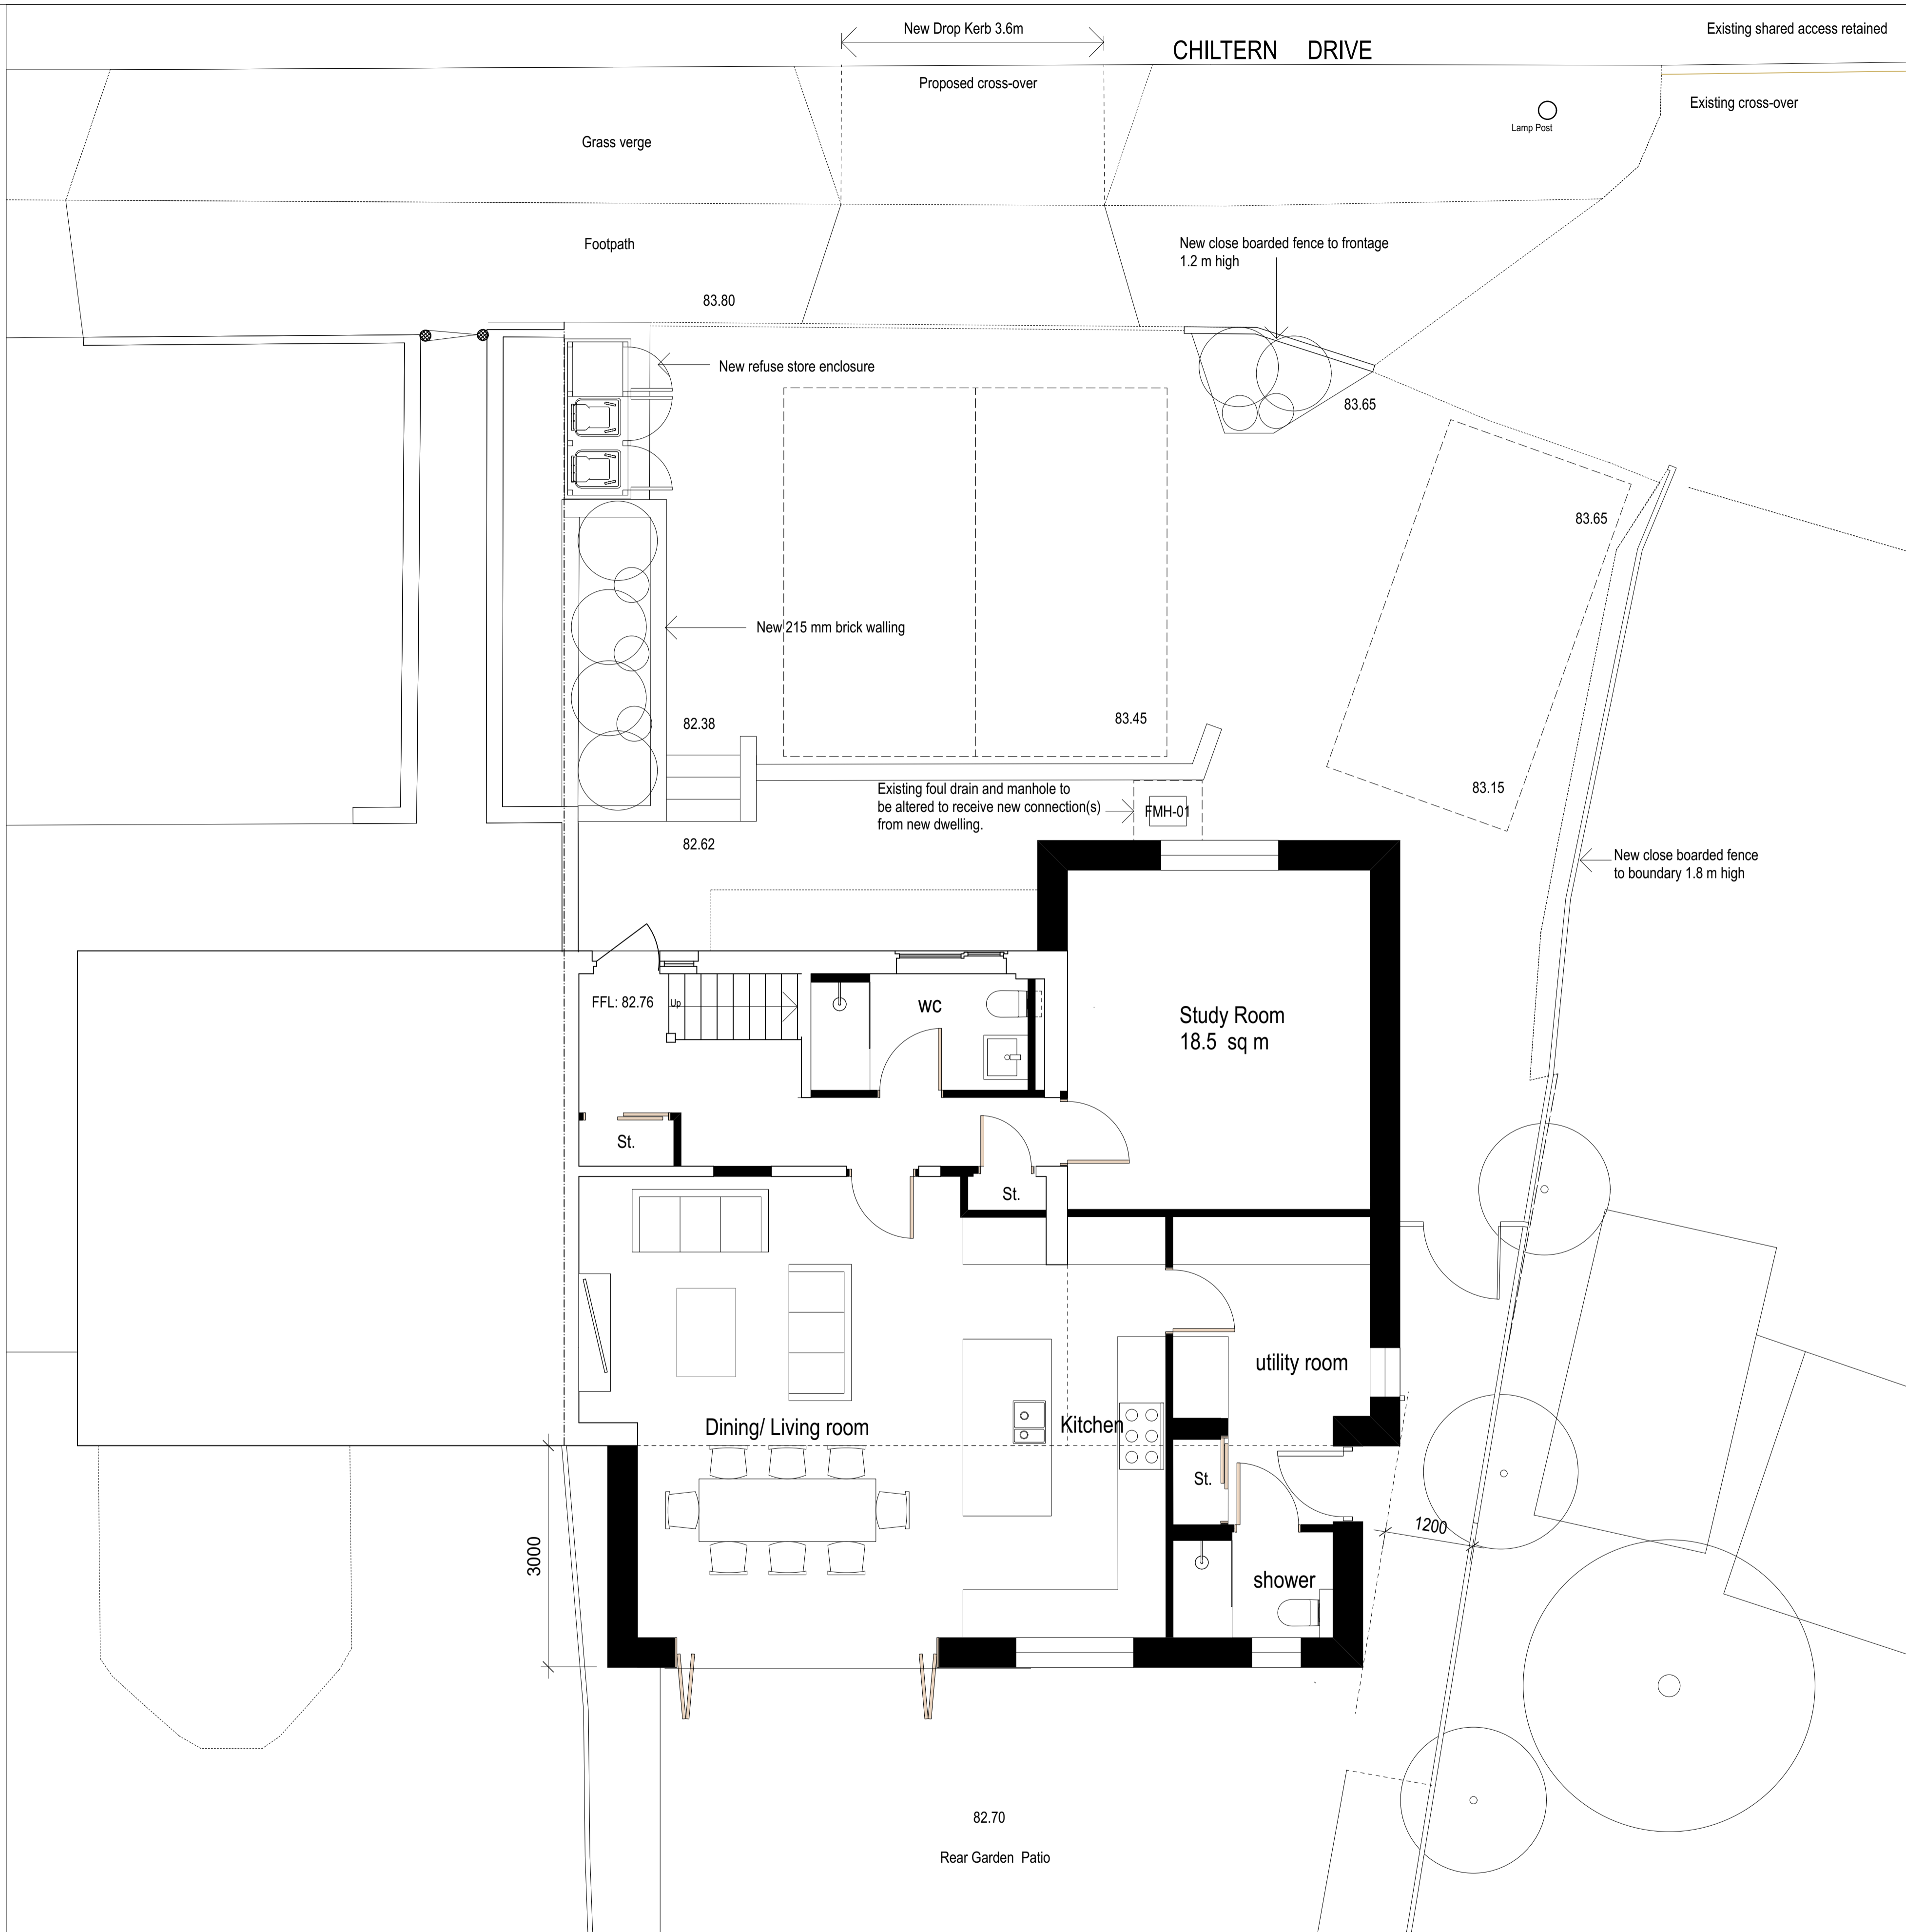 New Drop Kerb 3.6m
Existing shared access retained
CHILTERN DRIVE
Proposed cross-over
Existing cross-over
Lamp Post
Grass verge
Footpath
New close boarded fence to frontage
1.2 m high
83.80
New refuse store enclosure
83.65
83.65
New 215 mm brick walling
82.38
83.45
83.15
Existing foul drain and manhole to
be altered to receive new connection(s)
from new dwelling.
FMH-01
82.62
New close boarded fence
to boundary 1.8 m high
FFL: 82.76
Up
WC
Study Room
18.5 sq m
St.
St.
utility room
Dining/ Living room
Kitchen
St.
1200
3000
shower
82.70
Rear Garden Patio